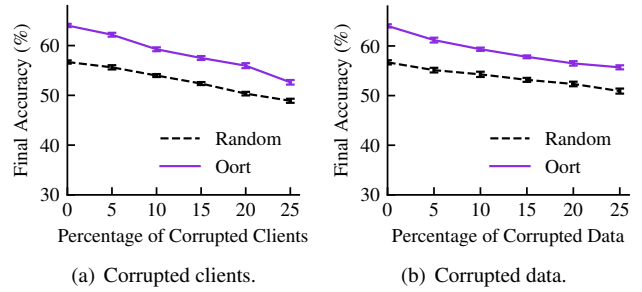 Final Accuracy (%)
60
50
40
30
Random
Oort
0 5 10 15 20 25
Percentage of Corrupted Clients
(a) Corrupted clients.
Final Accuracy (%)
60
50
40
30
Random
Oort
0 5 10 15 20 25
Percentage of Corrupted Data
(b) Corrupted data.